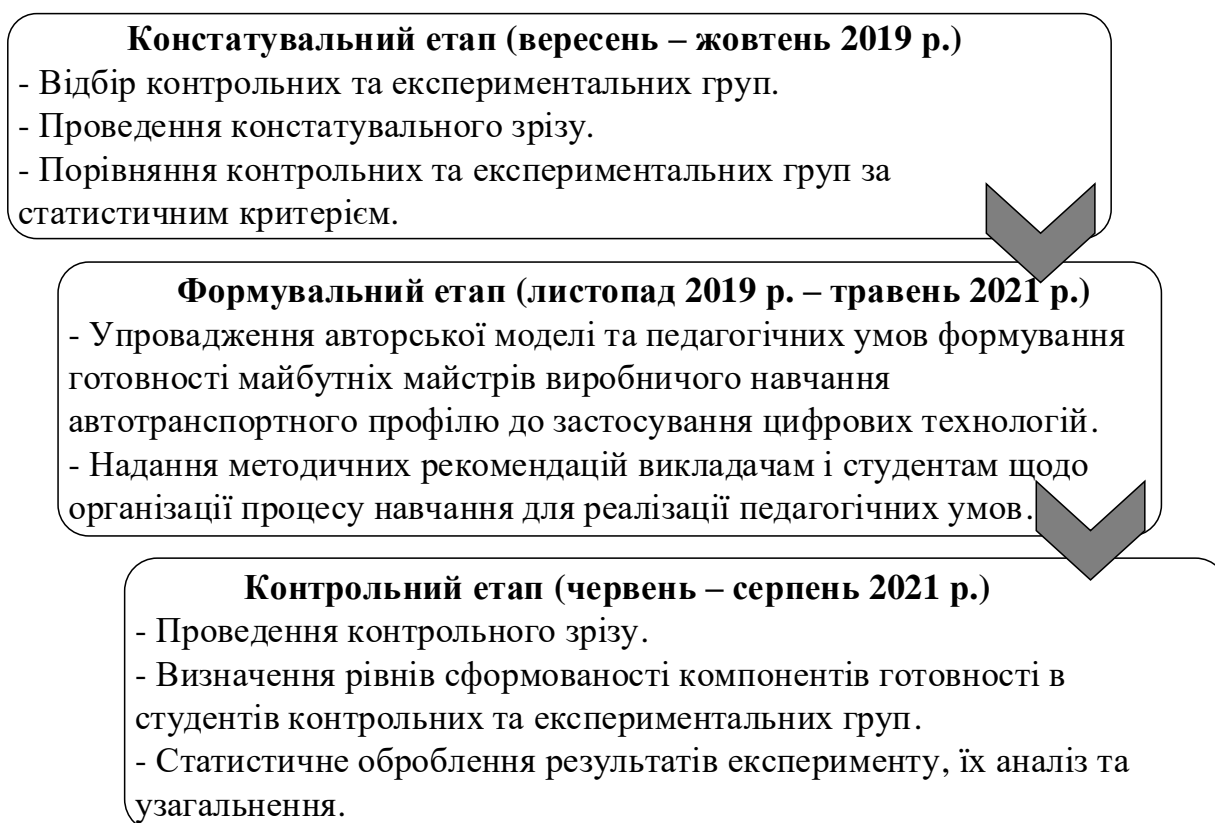 Констатувальний етап (вересень – жовтень 2019 р.)
- Відбір контрольних та експериментальних груп.
- Проведення констатувального зрізу.
- Порівняння контрольних та експериментальних груп за
статистичним критерієм.
Формувальний етап (листопад 2019 р. – травень 2021 р.)
- Упровадження авторської моделі та педагогічних умов формування
готовності майбутніх майстрів виробничого навчання
автотранспортного профілю до застосування цифрових технологій.
- Надання методичних рекомендацій викладачам і студентам щодо
організації процесу навчання для реалізації педагогічних умов.
Контрольний етап (червень – серпень 2021 р.)
- Проведення контрольного зрізу.
- Визначення рівнів сформованості компонентів готовності в
студентів контрольних та експериментальних груп.
- Статистичне оброблення результатів експерименту, їх аналіз та
узагальнення.